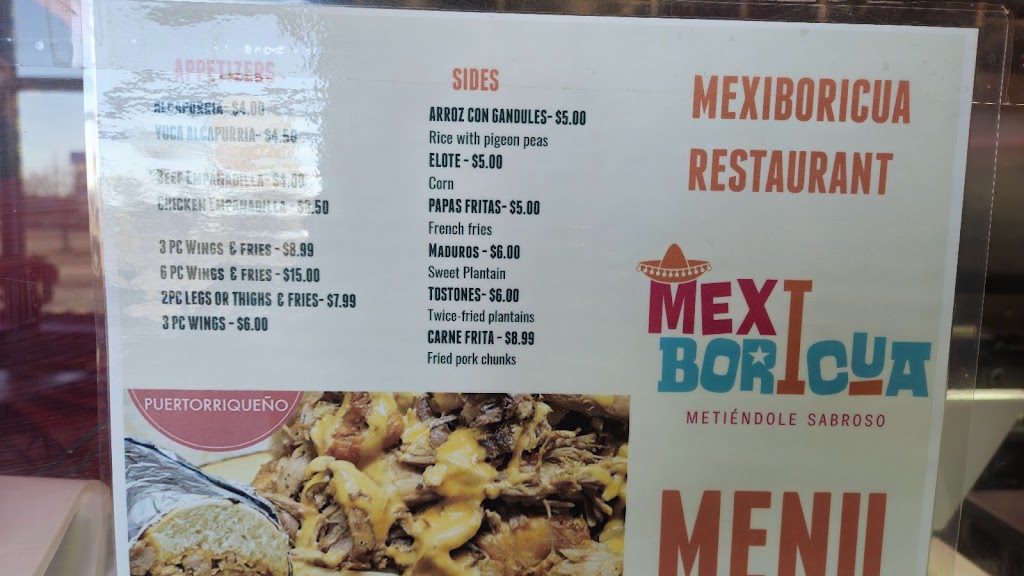 APPETIZERS
ALCAPURRIA- $4.00
YUCA ALCAPURRIA- $4.50
BEEF EMPANADILLA- $4.00
CHICKEN EMPANADILLA -
3 PC WINGS & FRIES - $8.99
6 PC WINGS & FRIES - $15.00
2PC LEGS OR THIGHS & FRIES- $7.99
3 PC WINGS - $6.00
SIDES
ARROZ CON GANDULES- $5.00
Rice with pigeon peas
ELOTE - $5.00
Corn
PAPAS FRITAS- $5.00
French fries
MADUROS - $6.00
Sweet Plantain
TOSTONES- $6.00
Twice-fried plantains
CARNE FRITA - $8.99
Fried pork chunks
PUERTORRIQUEÑO
MEXIBORICUA
RESTAURANT
MEXI
BORICUA
METIÉNDOLE SABROSO
MENU